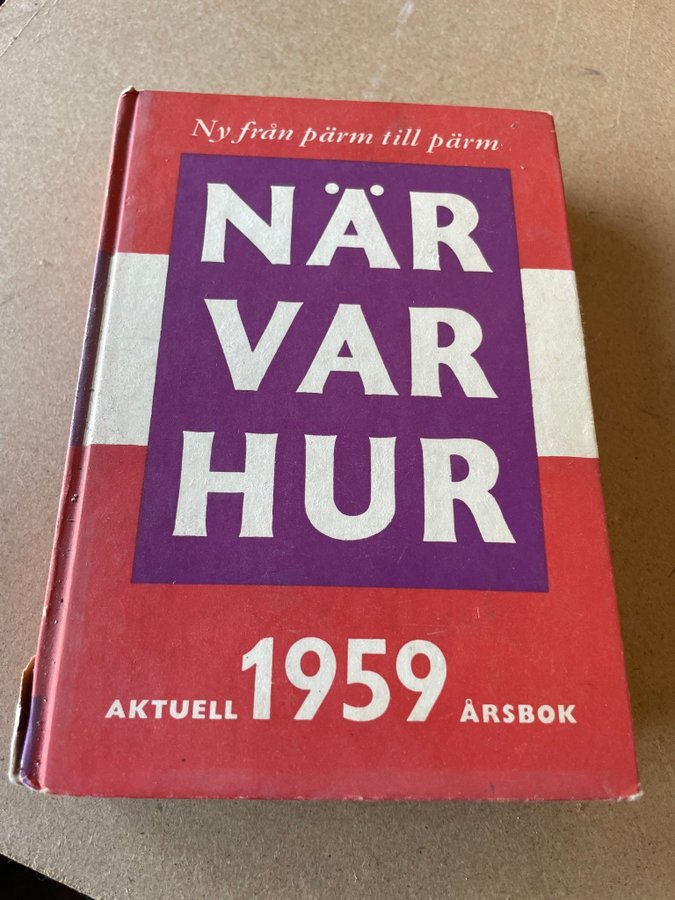 Ny från pärm till pärm
NÄR
VAR
HUR
AKTUELL 1959 ÅRSBOK